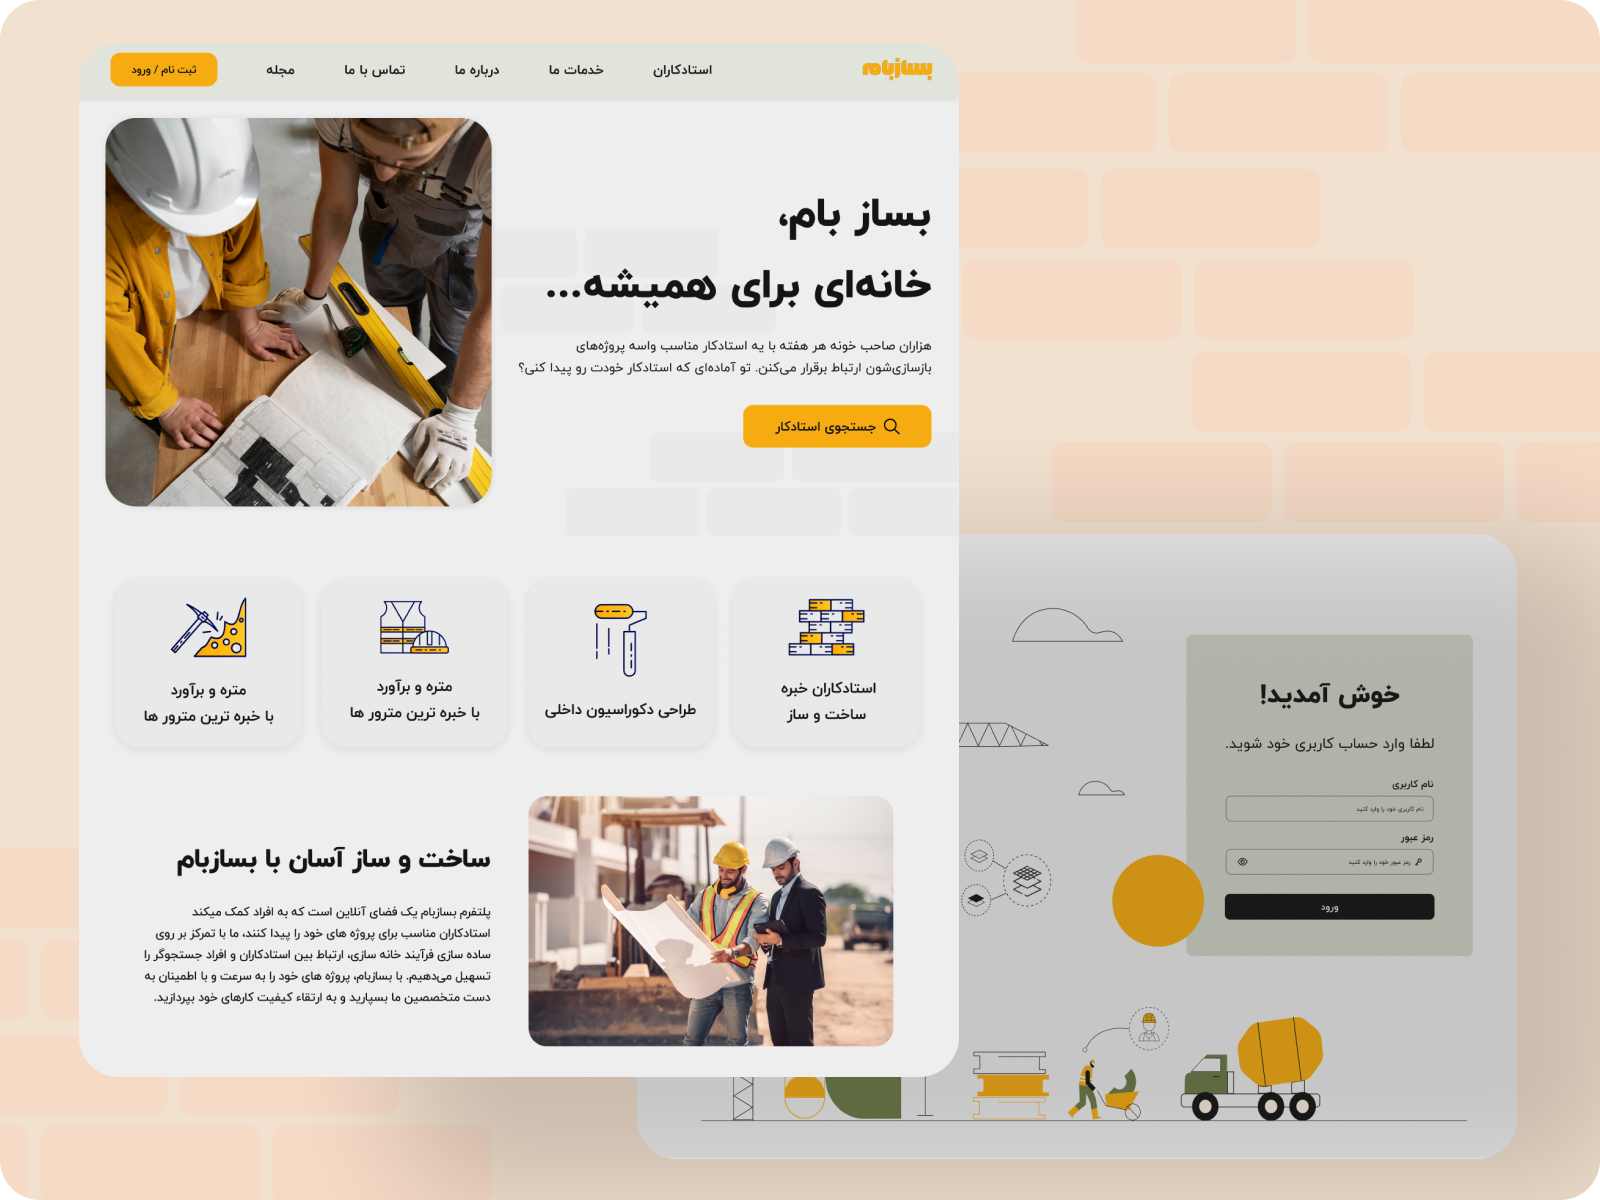 بسازبام
استادکاران
خدمات ما
درباره ما
تماس با ما
مجله
ثبت نام / ورود
بساز بام،
خانه‌ای برای همیشه...
هزاران صاحب خونه هر هفته با یه استادکار مناسب واسه پروژه‌های
بازسازی‌شون ارتباط برقرار می‌کنن. تو آماده‌ای که استادکار خودت رو پیدا کنی؟
جستجوی استادکار
استادکاران خبره
ساخت و ساز
طراحی دکوراسیون داخلی
متره و برآورد
با خبره ترین مترور ها
متره و برآورد
با خبره ترین مترور ها
ساخت و ساز آسان با بسازبام
پلتفرم بسازبام یک فضای آنلاین است که به افراد کمک میکند
استادکاران مناسب برای پروژه های خود را پیدا کنند، ما با تمرکز بر روی
ساده سازی فرآیند خانه سازی، ارتباط بین استادکاران و افراد جستجوگر را
تسهیل می‌دهیم. با بسازبام، پروژه های خود را به سرعت و با اطمینان به
دست متخصصین ما بسپارید و به ارتقاء کیفیت کارهای خود بپردازید.
خوش آمدید!
لطفا وارد حساب کاربری خود شوید.
نام کاربری
نام کاربری خود را وارد کنید
رمز عبور
رمز عبور خود را وارد کنید
ورود